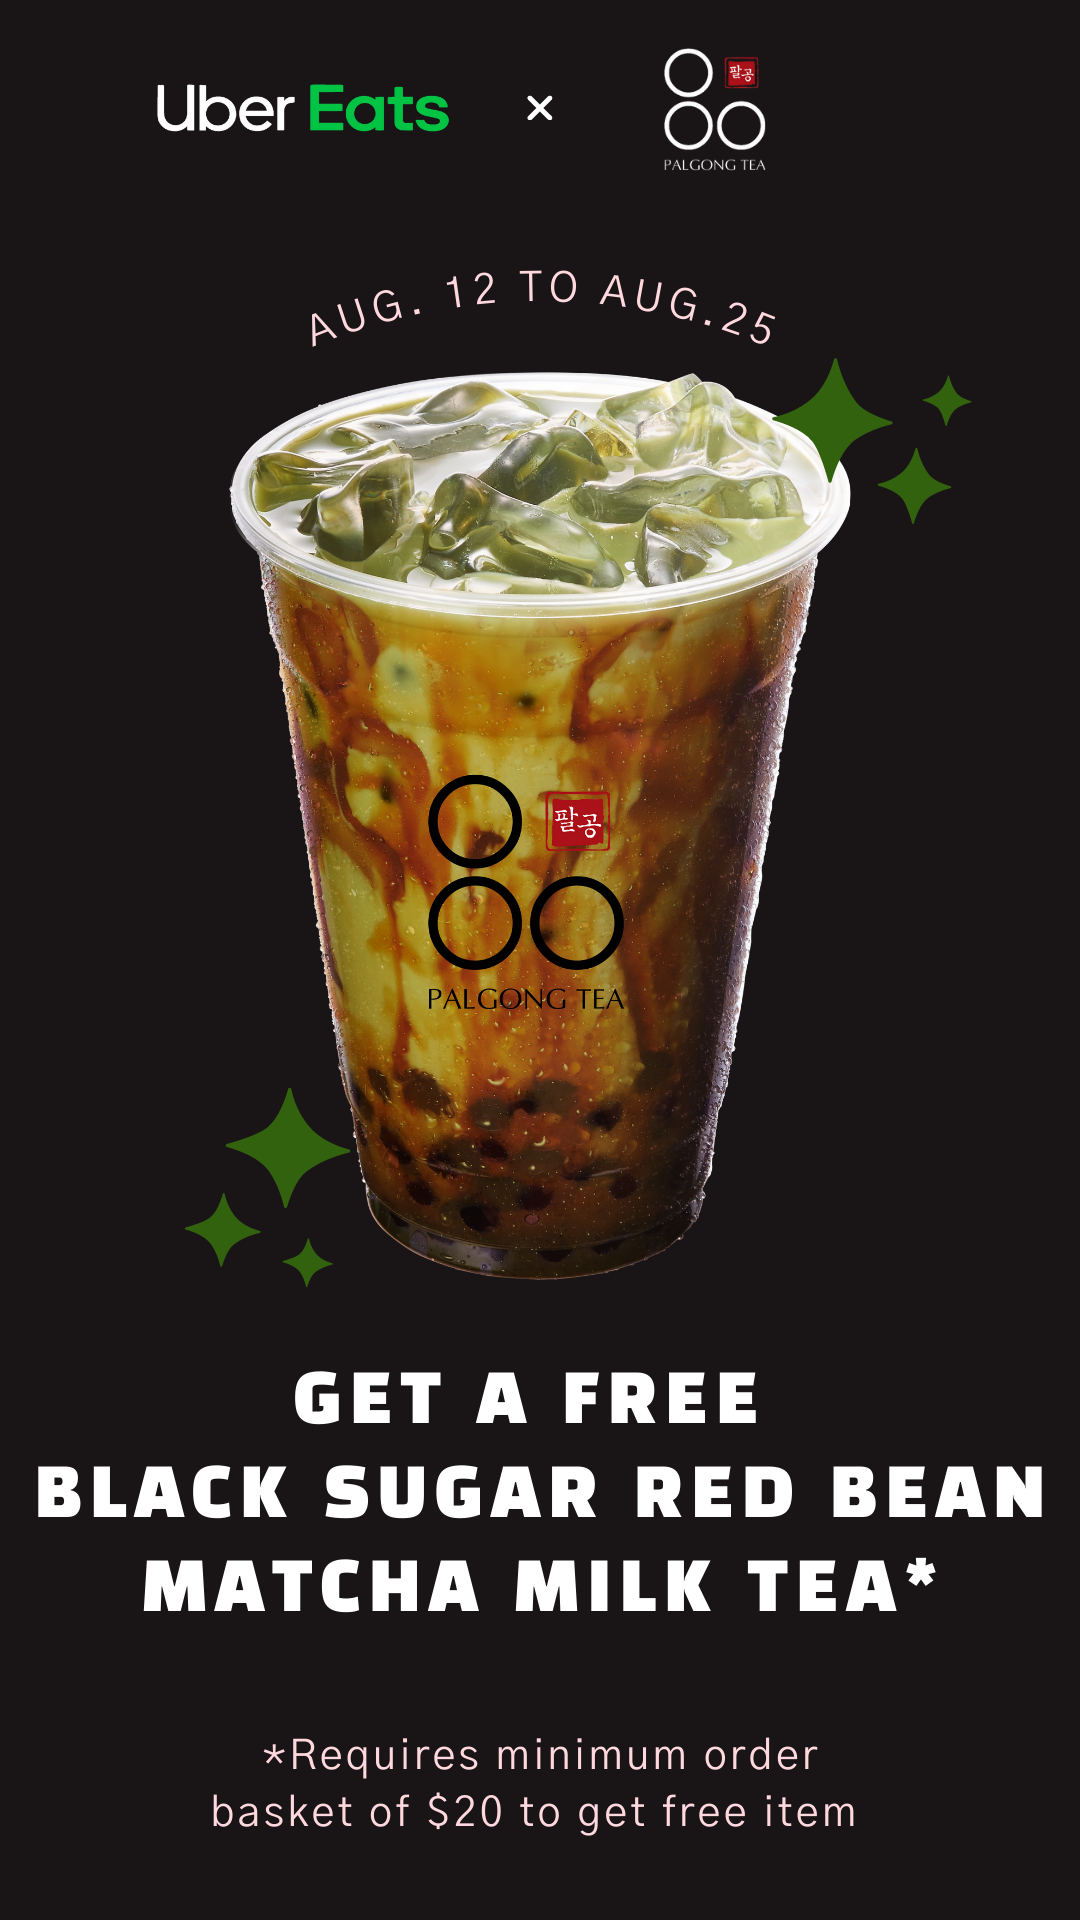 Uber Eats × 팔공
PALGONG TEA
AUG. 12 TO AUG.25
팔공
PALGONG TEA
GET A FREE
BLACK SUGAR RED BEAN
MATCHA MILK TEA*
*Requires minimum order
basket of $20 to get free item